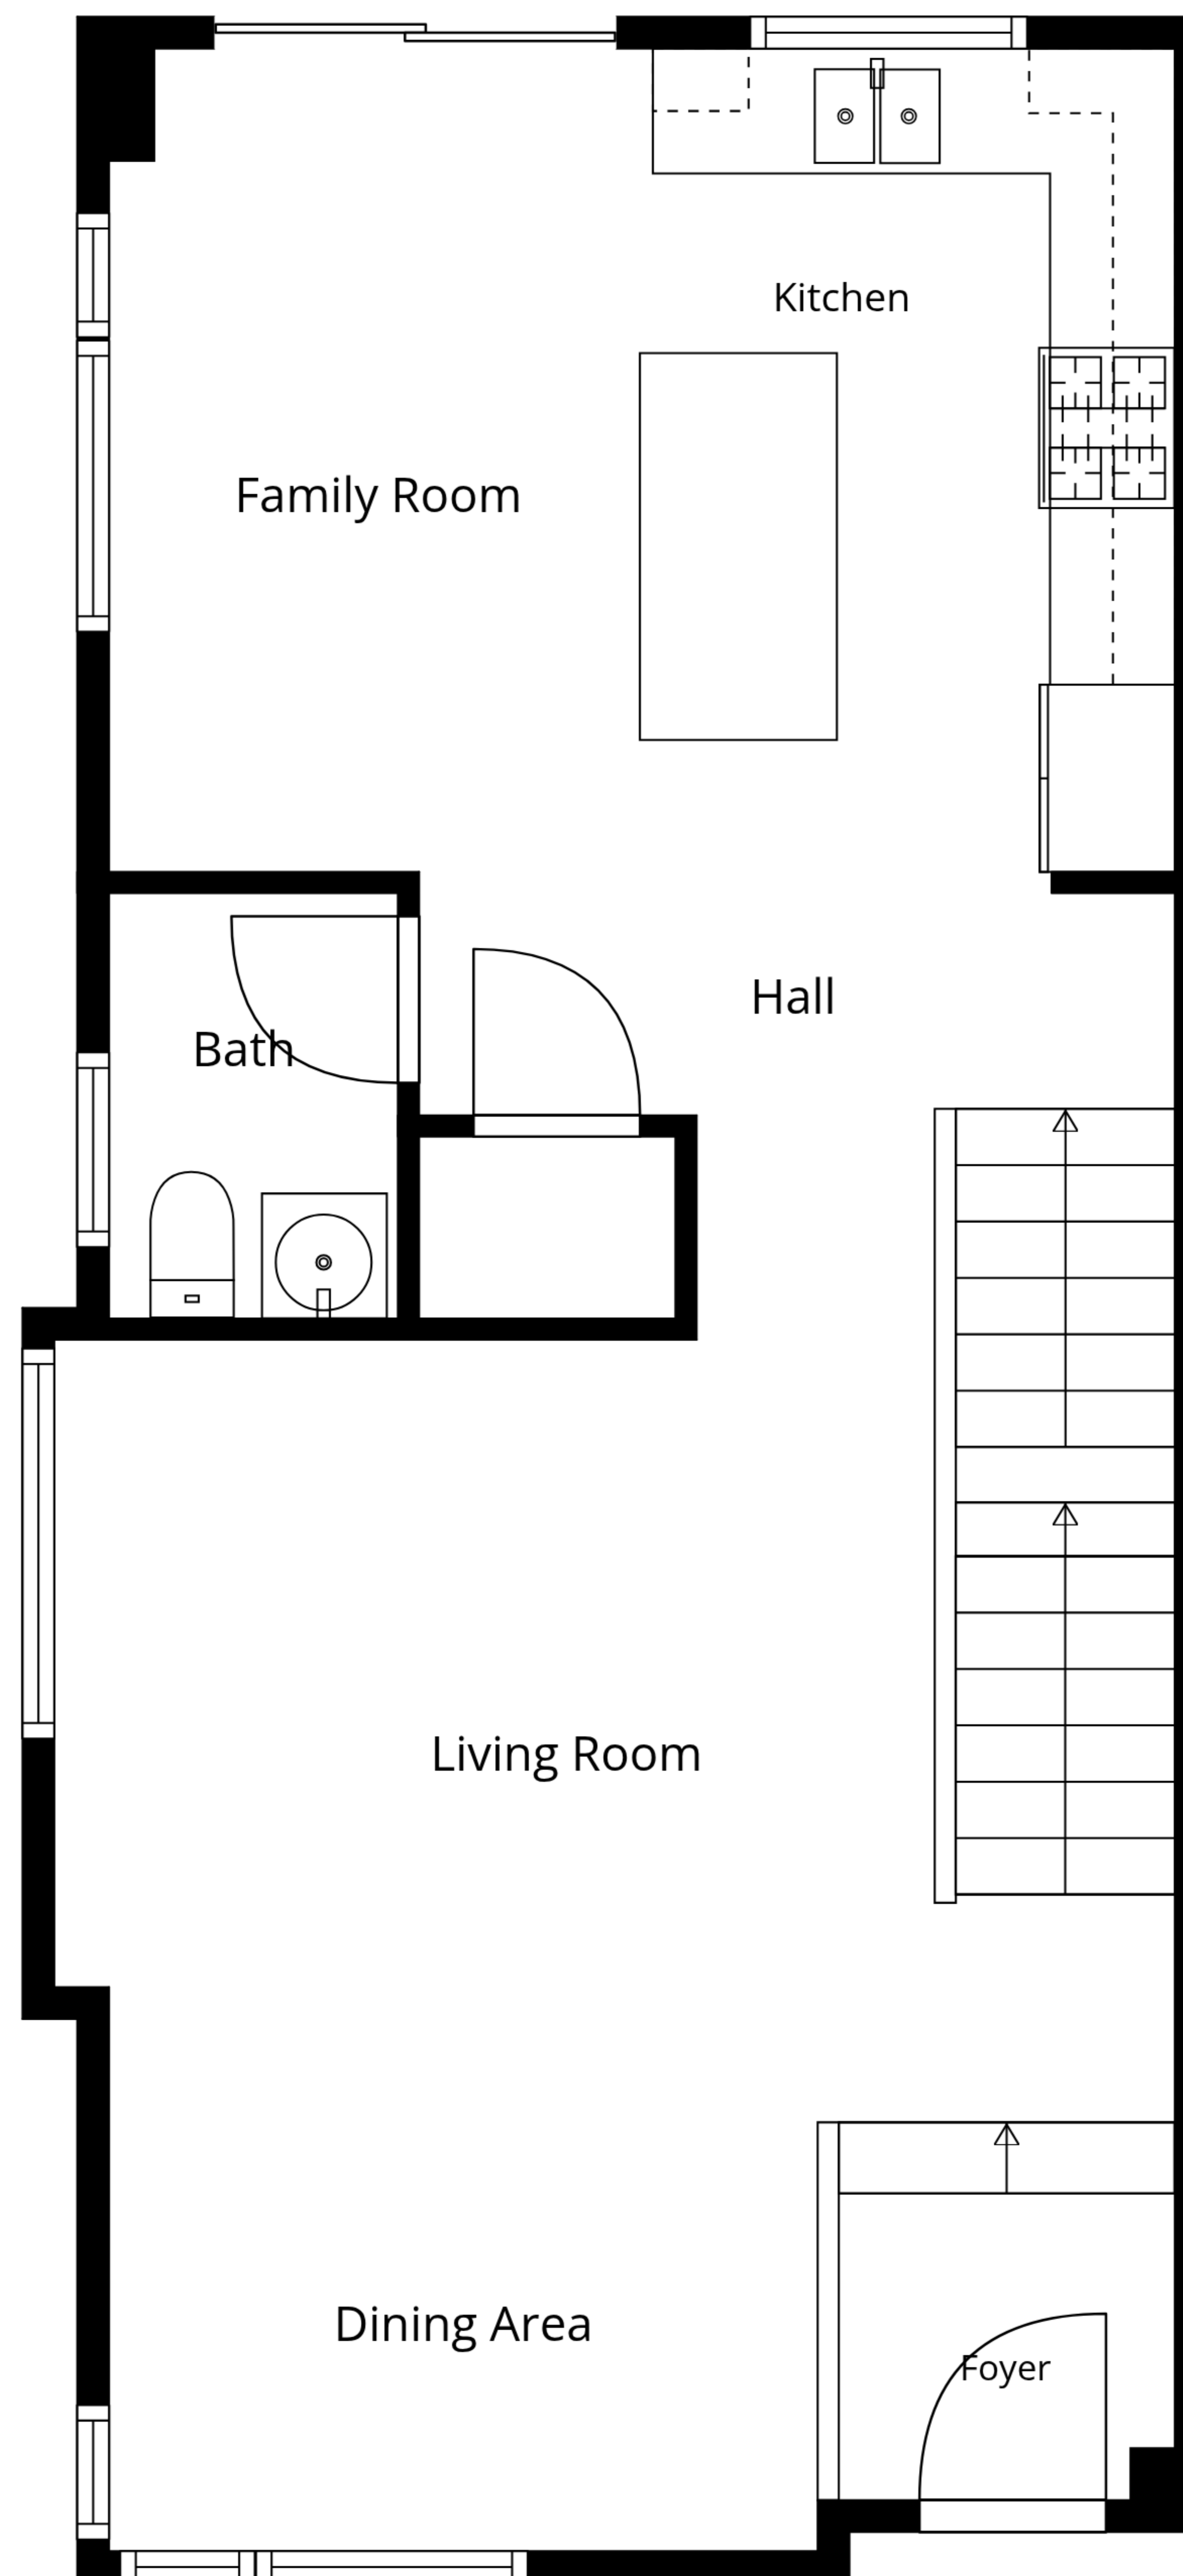 Kitchen
Family Room
Hall
Bath
Living Room
Dining Area
Foyer